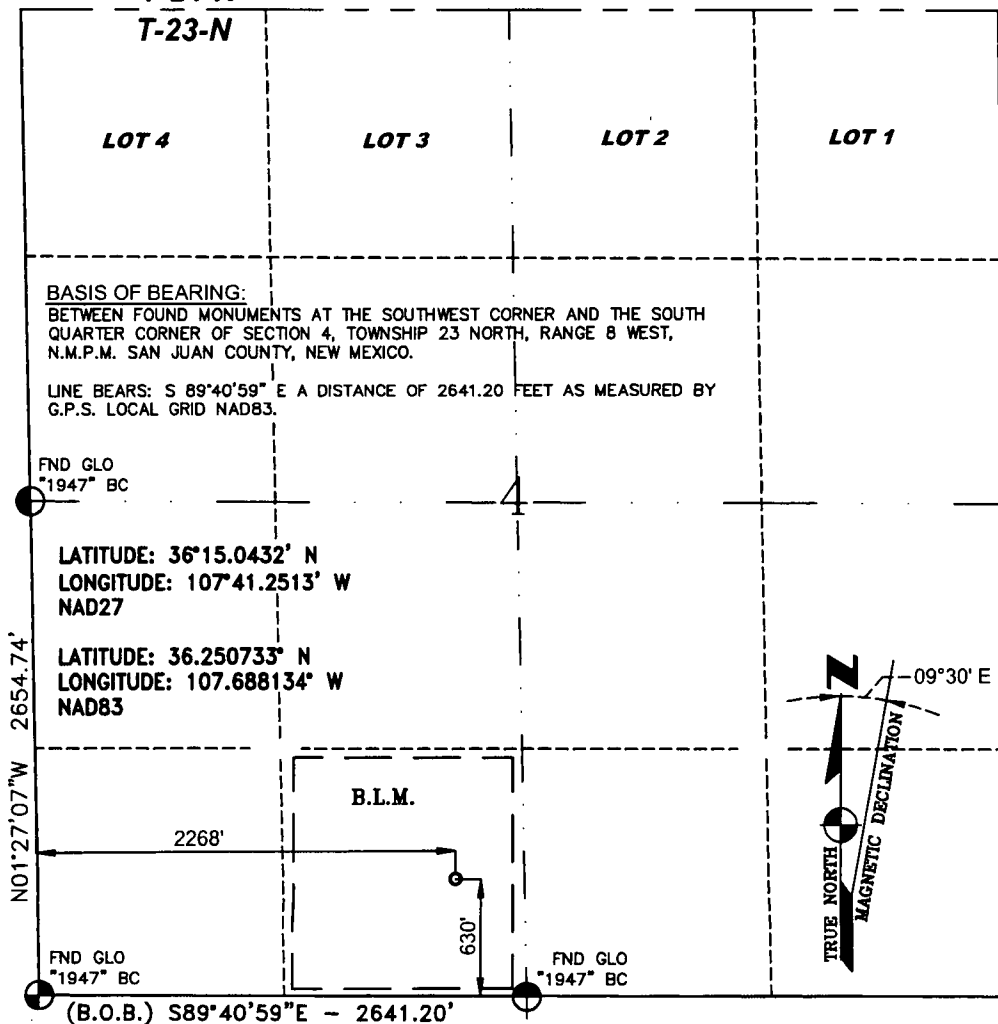 T-23-N
LOT 4
LOT 3
LOT 2
LOT 1
BASIS OF BEARING:
BETWEEN FOUND MONUMENTS AT THE SOUTHWEST CORNER AND THE SOUTH
QUARTER CORNER OF SECTION 4, TOWNSHIP 23 NORTH, RANGE 8 WEST,
N.M.P.M. SAN JUAN COUNTY, NEW MEXICO.
LINE BEARS: S 89°40'59" E A DISTANCE OF 2641.20 FEET AS MEASURED BY
G.P.S. LOCAL GRID NAD83.
FND GLO
"1947" BC
4
LATITUDE: 36°15.0432' N
LONGITUDE: 107°41.2513' W
NAD27
LATITUDE: 36.250733° N
LONGITUDE: 107.688134° W
NAD83
N01°27'07"W 2654.74'
N
09°30' E
TRUE NORTH
MAGNETIC DECLINATION
B.L.M.
2268'
630'
FND GLO
"1947" BC
FND GLO
"1947" BC
(B.O.B.) S89°40'59"E - 2641.20'